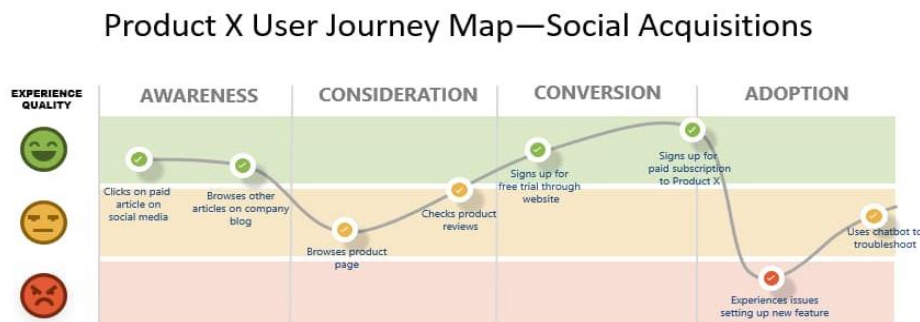 Product X User Journey Map—Social Acquisitions
EXPERIENCE
QUALITY
AWARENESS
CONSIDERATION
CONVERSION
ADOPTION
Clicks on paid
article on
social media
Browses other
articles on company
blog
Browses product
page
Checks product
reviews
Signs up for
free trial through
website
Signs up for
paid subscription
to Product X
Experiences issues
setting up new feature
Uses chatbot to
troubleshoot